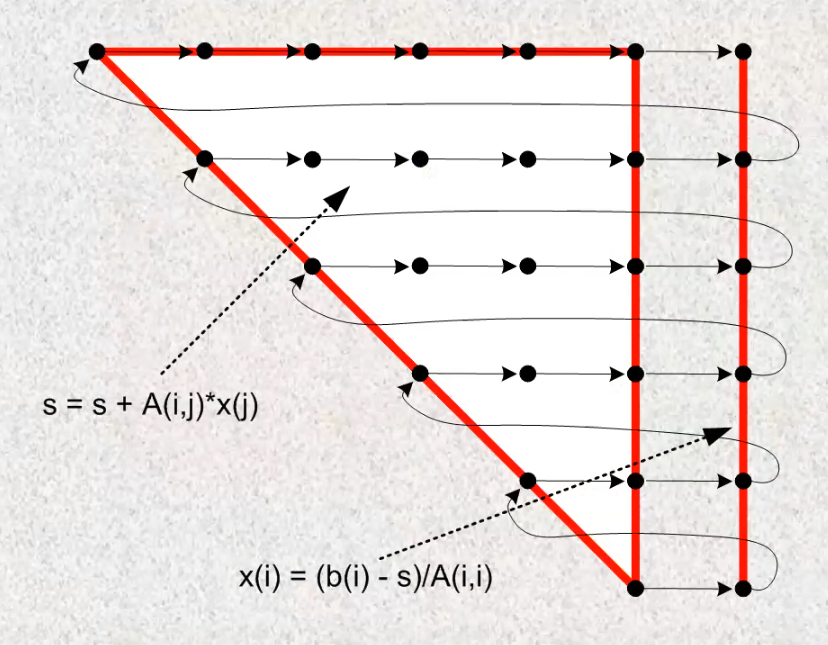 s = s + A(i,j)*x(j)
x(i) = (b(i) - s)/A(i,i)